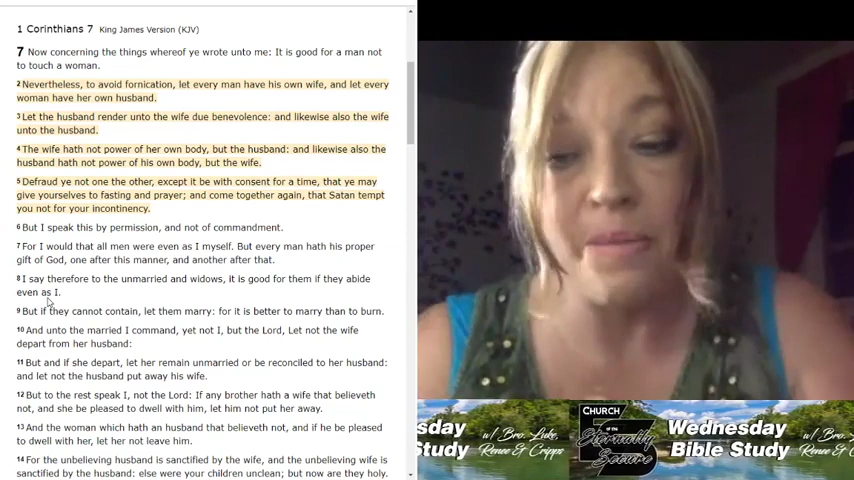 1 Corinthians 7 King James Version (KJV)
7 Now concerning the things whereof ye wrote unto me: It is good for a man not
to touch a woman.
2 Nevertheless, to avoid fornication, let every man have his own wife, and let every
woman have her own husband.
3 Let the husband render unto the wife due benevolence: and likewise also the wife
unto the husband.
4 The wife hath not power of her own body, but the husband: and likewise also the
husband hath not power of his own body, but the wife.
5 Defraud ye not one the other, except it be with consent for a time, that ye may
give yourselves to fasting and prayer; and come together again, that Satan tempt
you not for your incontinency.
6 But I speak this by permission, and not of commandment.
7 For I would that all men were even as I myself. But every man hath his proper
gift of God, one after this manner, and another after that.
8 I say therefore to the unmarried and widows, it is good for them if they abide
even as I.
9 But if they cannot contain, let them marry: for it is better to marry than to burn.
10 And unto the married I command, yet not I, but the Lord, Let not the wife
depart from her husband:
11 But and if she depart, let her remain unmarried or be reconciled to her husband:
and let not the husband put away his wife.
12 But to the rest speak I, not the Lord: If any brother hath a wife that believeth
not, and she be pleased to dwell with him, let him not put her away.
13 And the woman which hath an husband that believeth not, and if he be pleased
to dwell with her, let her not leave him.
14 For the unbelieving husband is sanctified by the wife, and the unbelieving wife is
sanctified by the husband: else were your children unclean; but now are they holy.
sday
Study
w/ Bro. Luke,
Renee & Cripps
CHURCH
OF THE
Eternally
Secure
Wednesday
Bible Study
w/ Bro. Lu
Renee & C